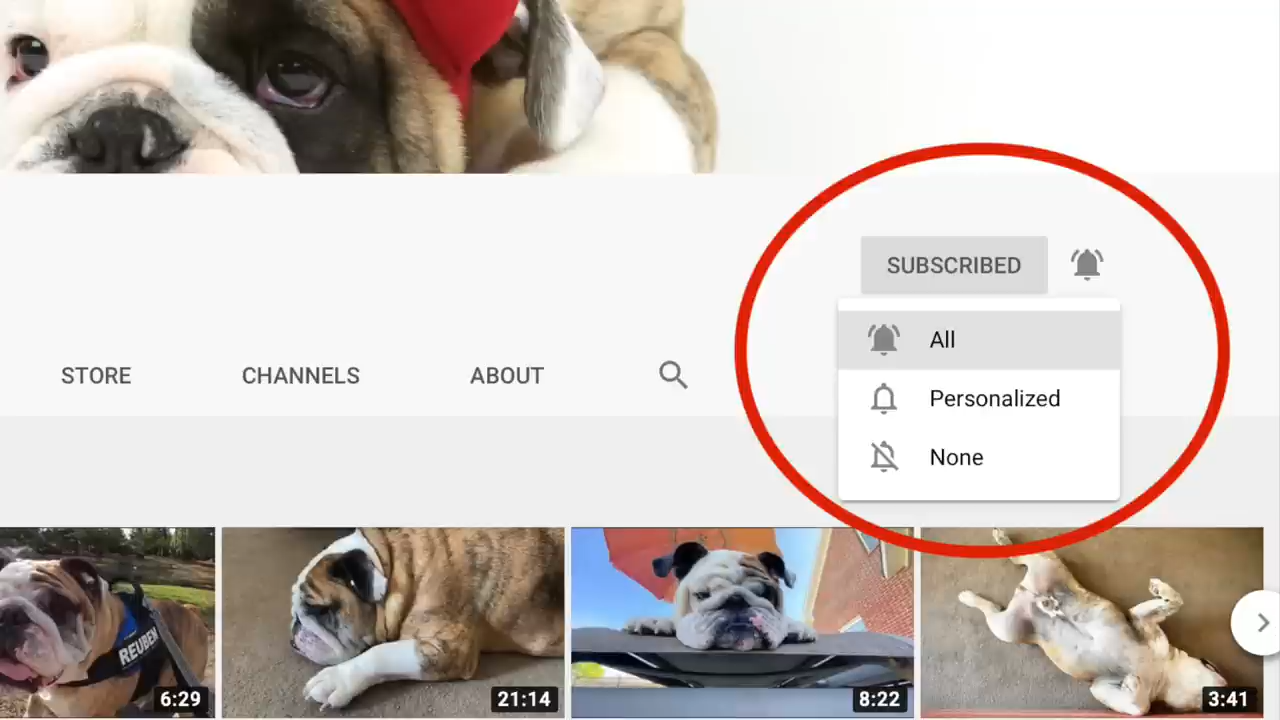 SUBSCRIBED
All
STORE
CHANNELS
ABOUT
Personalized
None
REUBEN
6:29
21:14
8:22
3:41